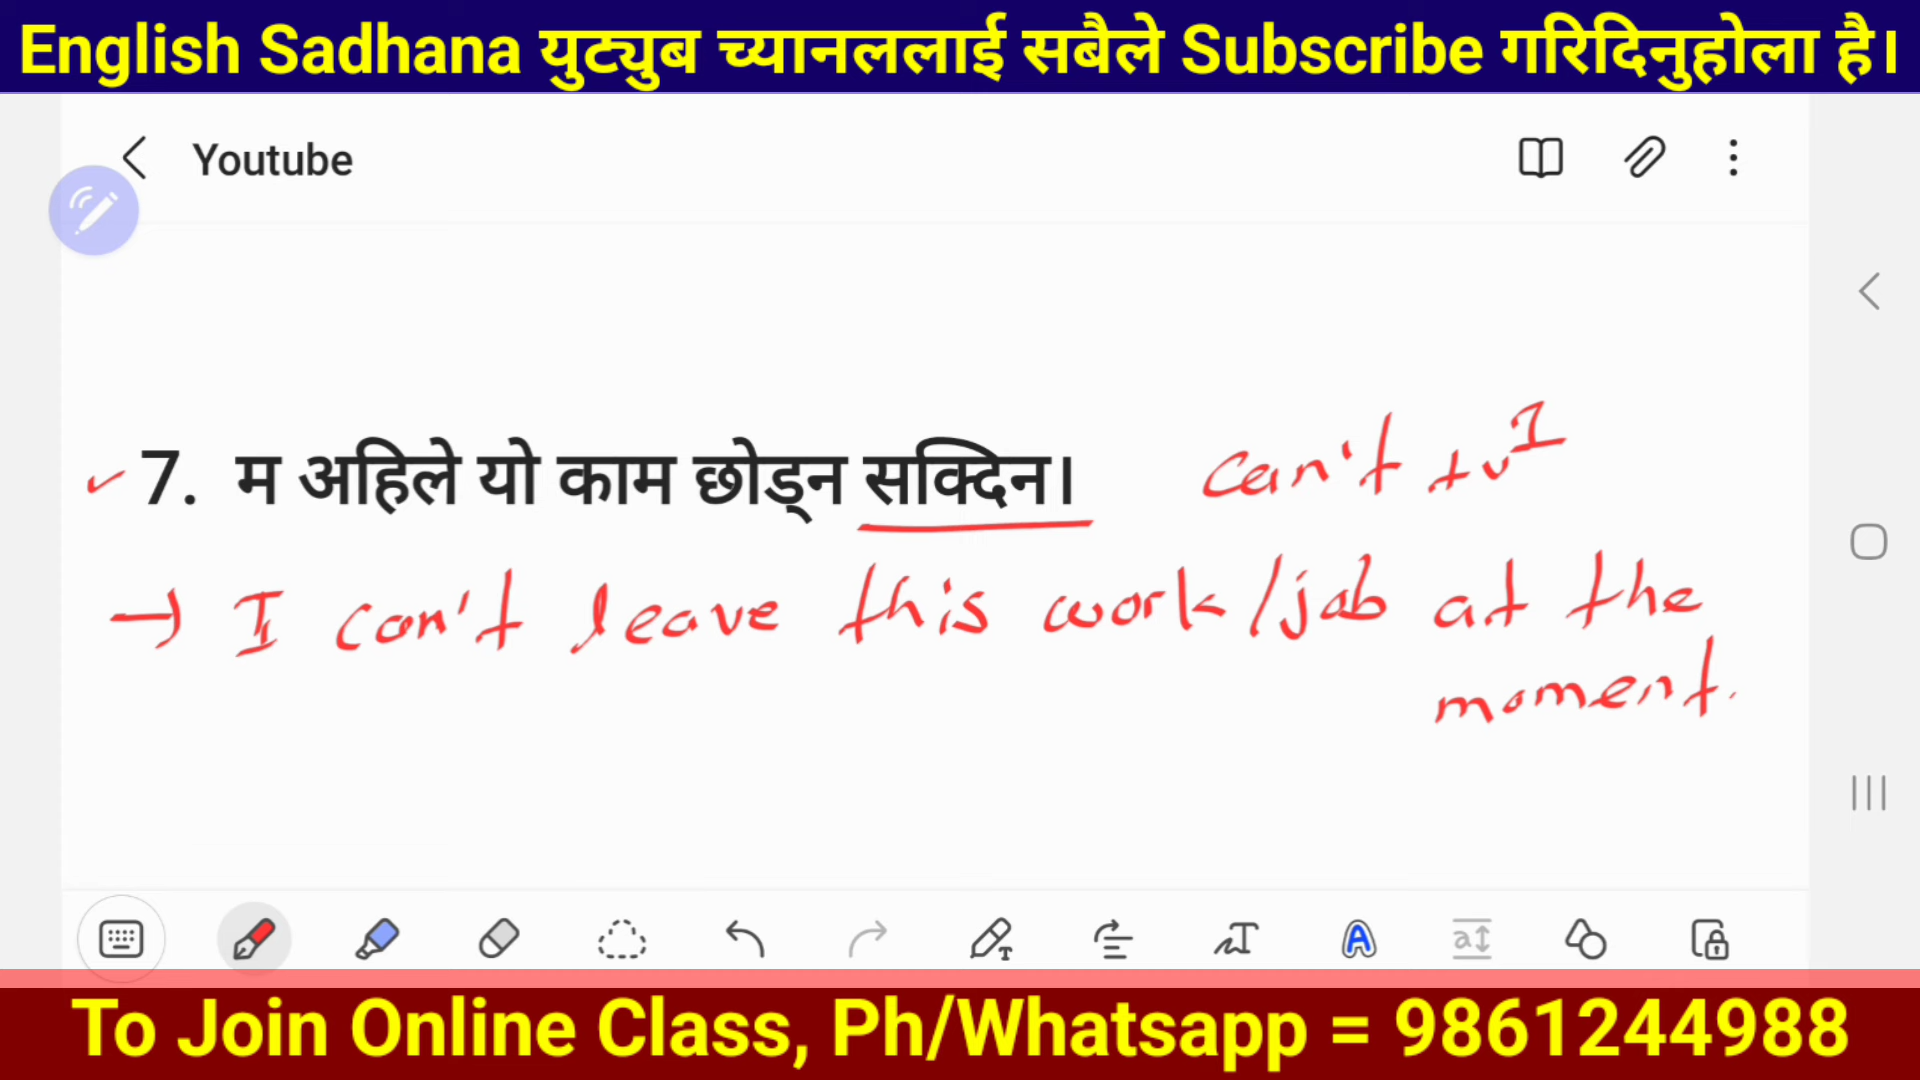 English Sadhana युट्युब च्यानललाई सबैले Subscribe गरिदिनुहोला है।
Youtube
7. म अहिले यो काम छोड्न सक्दिन। can't +v1
→ I can't leave this work/job at the
moment.
To Join Online Class, Ph/Whatsapp = 9861244988